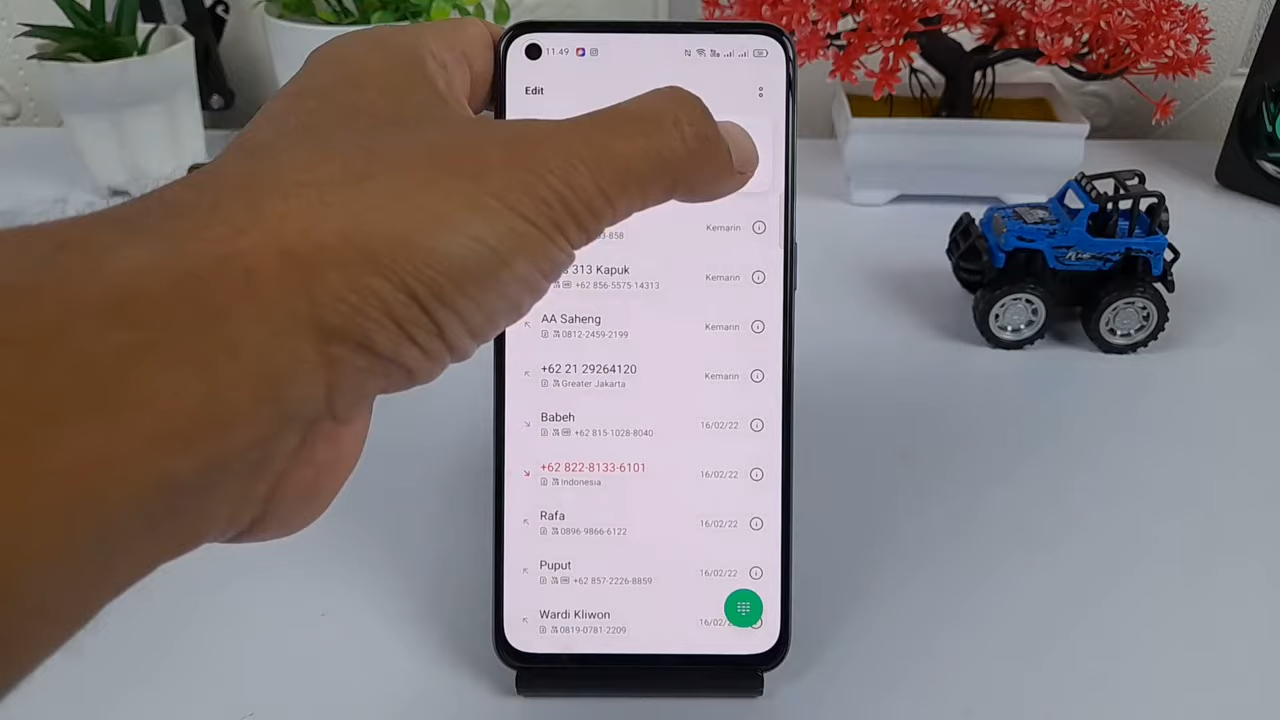 11.49
Edit
-858
Kemarin
313 Kapuk
+62 856-5575-14313
Kemarin
AA Saheng
0812-2459-2199
Kemarin
+62 21 29264120
Greater Jakarta
Kemarin
Babeh
+62 815-1028-8040
16/02/22
+62 822-8133-6101
Indonesia
16/02/22
Rafa
0896-9866-6122
16/02/22
Puput
+62 857-2226-8859
16/02/22
Wardi Kliwon
0819-0781-2209
16/02/